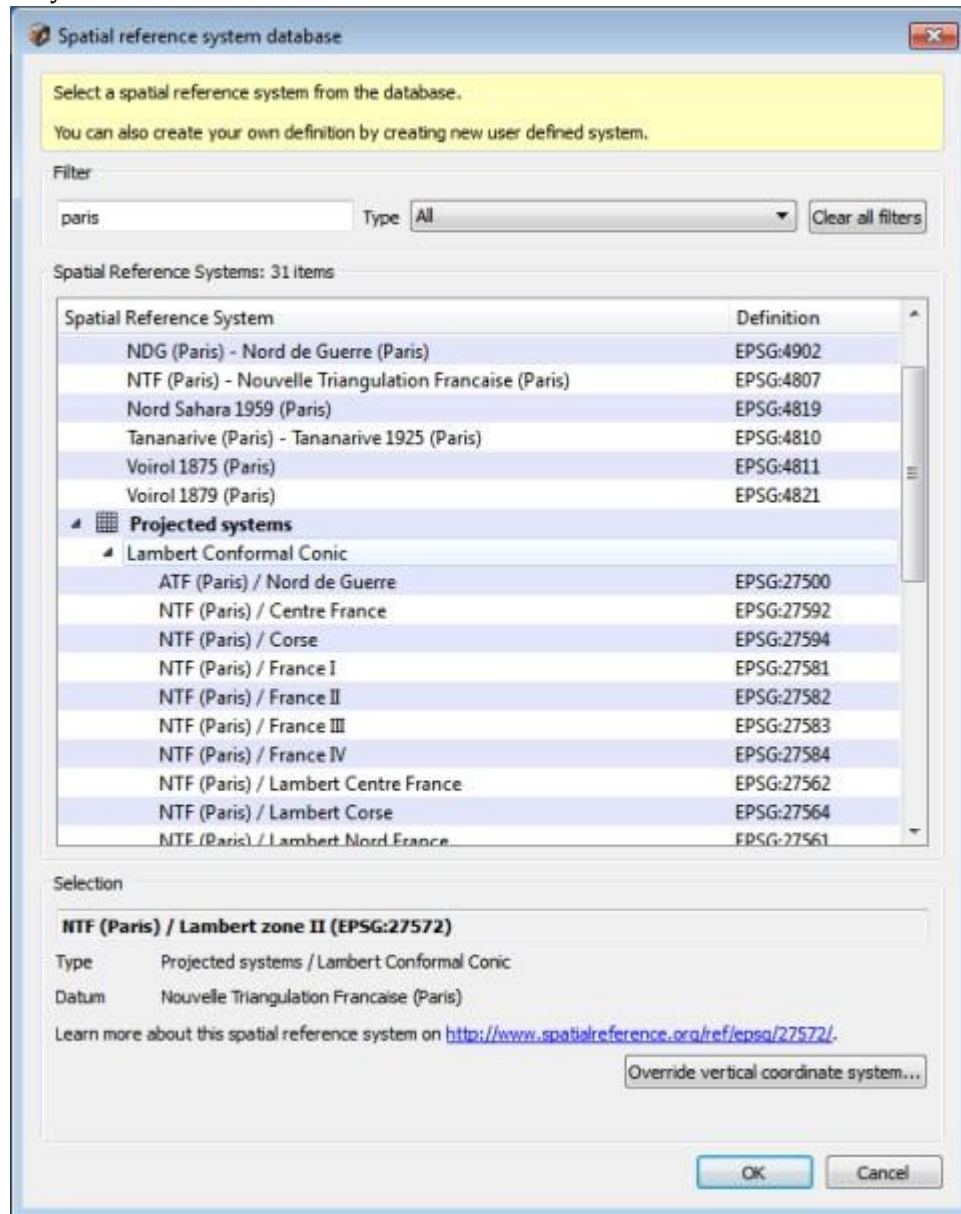 Spatial reference system database
Select a spatial reference system from the database.
You can also create your own definition by creating new user defined system.
Filter
paris Type All Clear all filters
Spatial Reference Systems: 31 items
Spatial Reference System Definition
NDG (Paris) - Nord de Guerre (Paris) EPSG:4902
NTF (Paris) - Nouvelle Triangulation Francaise (Paris) EPSG:4807
Nord Sahara 1959 (Paris) EPSG:4819
Tananarive (Paris) - Tananarive 1925 (Paris) EPSG:4810
Voirol 1875 (Paris) EPSG:4811
Voirol 1879 (Paris) EPSG:4821
Projected systems
Lambert Conformal Conic
ATF (Paris) / Nord de Guerre EPSG:27500
NTF (Paris) / Centre France EPSG:27592
NTF (Paris) / Corse EPSG:27594
NTF (Paris) / France I EPSG:27581
NTF (Paris) / France II EPSG:27582
NTF (Paris) / France III EPSG:27583
NTF (Paris) / France IV EPSG:27584
NTF (Paris) / Lambert Centre France EPSG:27562
NTF (Paris) / Lambert Corse EPSG:27564
NTF (Paris) / Lambert Nord France EPSG:27561
Selection
NTF (Paris) / Lambert zone II (EPSG:27572)
Type Projected systems / Lambert Conformal Conic
Datum Nouvelle Triangulation Francaise (Paris)
Learn more about this spatial reference system on http://www.spatialreference.org/ref/epsg/27572/.
Override vertical coordinate system...
OK Cancel